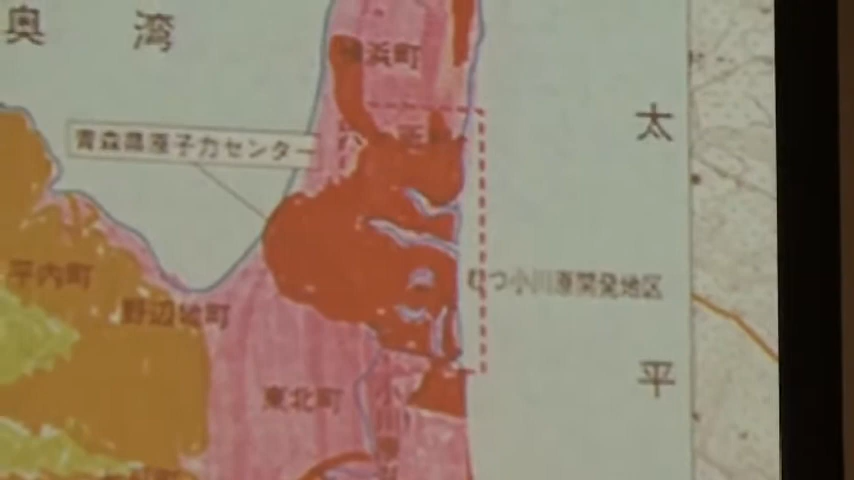 奥湾
横浜町
太
青森県原子力センター
平内町
むつ小川原開発地区
野辺地町
平
東北町